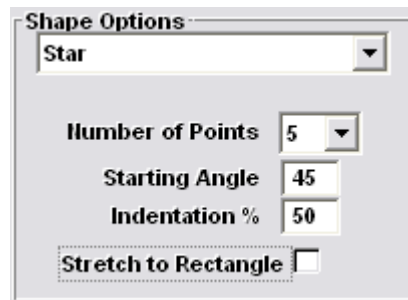 Shape Options
Star
Number of Points 5
Starting Angle 45
Indentation % 50
Stretch to Rectangle